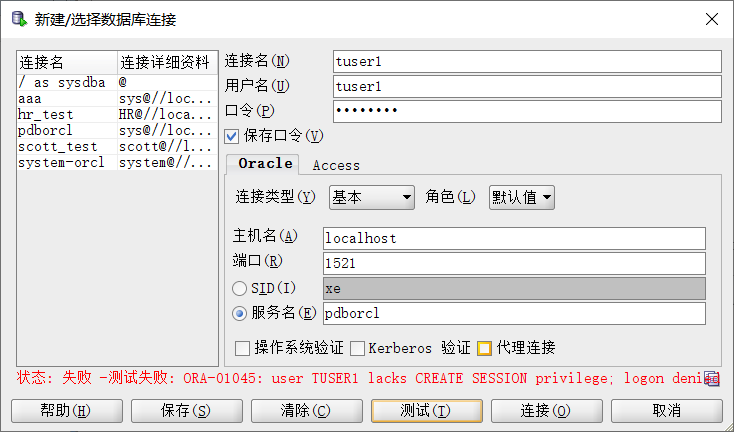 新建/选择数据库连接
连接名 连接详细资料
/ as sysdba @
aaa sys@//loc...
hr_test HR@//loca...
pdborcl sys@//loc...
scott_test scott@//l...
system-orcl system@//...
连接名(N) tuser1
用户名(U) tuser1
口令(P) ••••••••
保存口令(V)
Oracle Access
连接类型(Y) 基本 角色(L) 默认值
主机名(A) localhost
端口(R) 1521
SID(I) xe
服务名(E) pdborcl
操作系统验证 Kerberos 验证 代理连接
状态: 失败 -测试失败: ORA-01045: user TUSER1 lacks CREATE SESSION privilege; logon denied
帮助(H) 保存(S) 清除(C) 测试(T) 连接(O) 取消